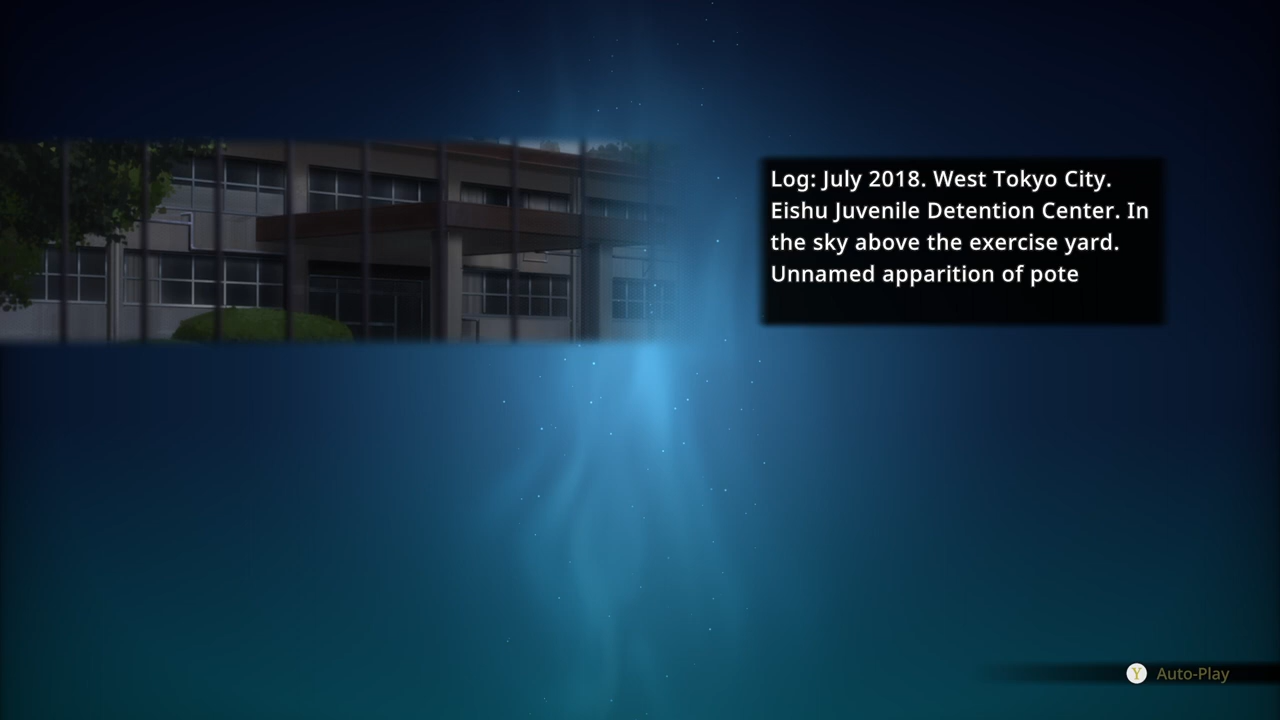 Log: July 2018. West Tokyo City.
Eishu Juvenile Detention Center. In
the sky above the exercise yard.
Unnamed apparition of pote
Y Auto-Play